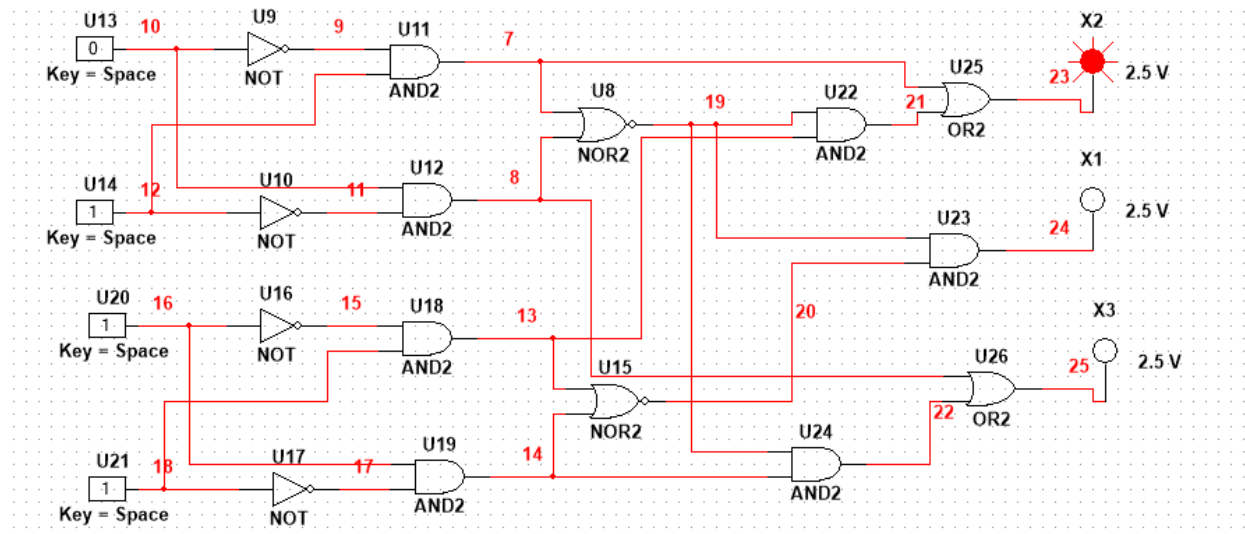 U13
10
0
Key = Space
U9
NOT
9
U11
AND2
7
X2
23
2.5 V
U25
OR2
U8
NOR2
19
U22
AND2
21
U14
12
1
Key = Space
U10
NOT
11
U12
AND2
8
X1
2.5 V
24
U23
AND2
U20
16
1
Key = Space
U16
NOT
15
U18
AND2
13
20
X3
2.5 V
25
U26
OR2
22
U15
NOR2
U21
18
1
Key = Space
U17
NOT
17
U19
AND2
14
U24
AND2